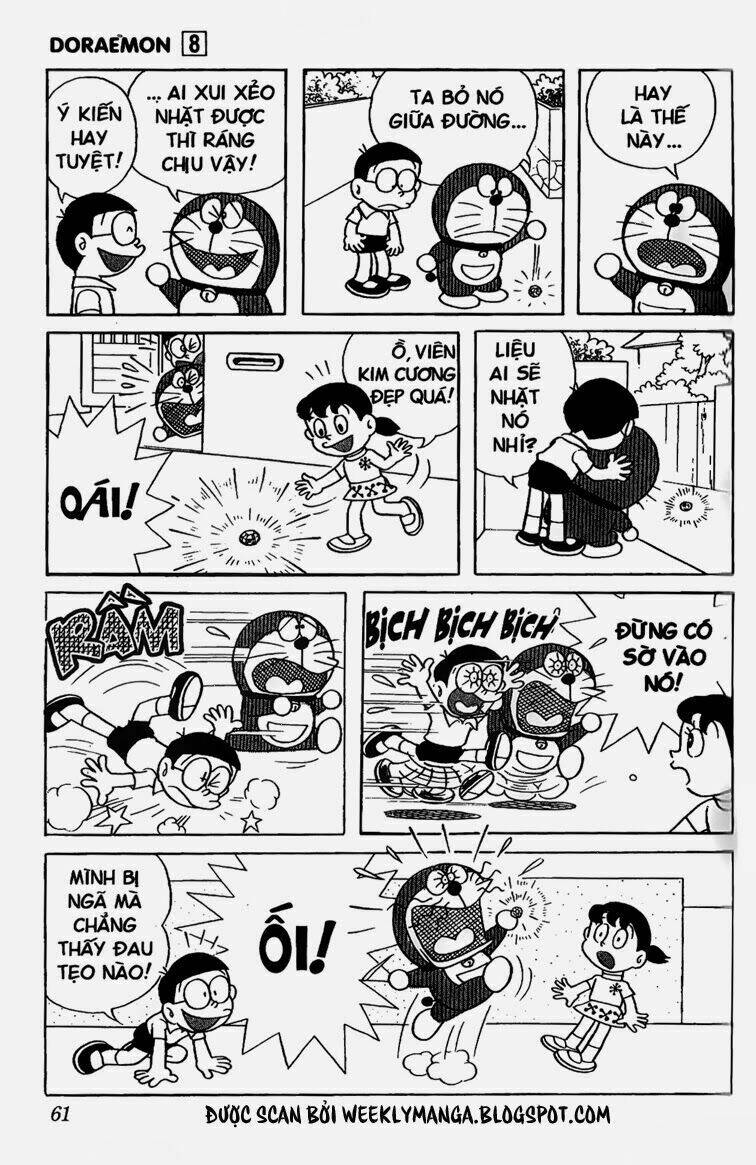 DORAEMON 8
HAY
LÀ THẾ
NÀY...
TA BỎ NÓ
GIỮA ĐƯỜNG...
... AI XUI XẺO
NHẶT ĐƯỢC
THÌ RÁNG
CHỊU VẬY!
Ý KIẾN
HAY
TUYỆT!
LIỆU
AI SẼ
NHẶT
NÓ
NHỈ?
Ồ, VIÊN
KIM CƯƠNG
ĐẸP QUÁ!
OÁI!
ĐỪNG CÓ
SỜ VÀO
NÓ!
BỊCH BỊCH BỊCH
RẦM
ỐI!
MÌNH BỊ
NGÃ MÀ
CHẲNG
THẤY ĐAU
TẸO NÀO!
61
ĐƯỢC SCAN BỞI WEEKLYMANGA.BLOGSPOT.COM